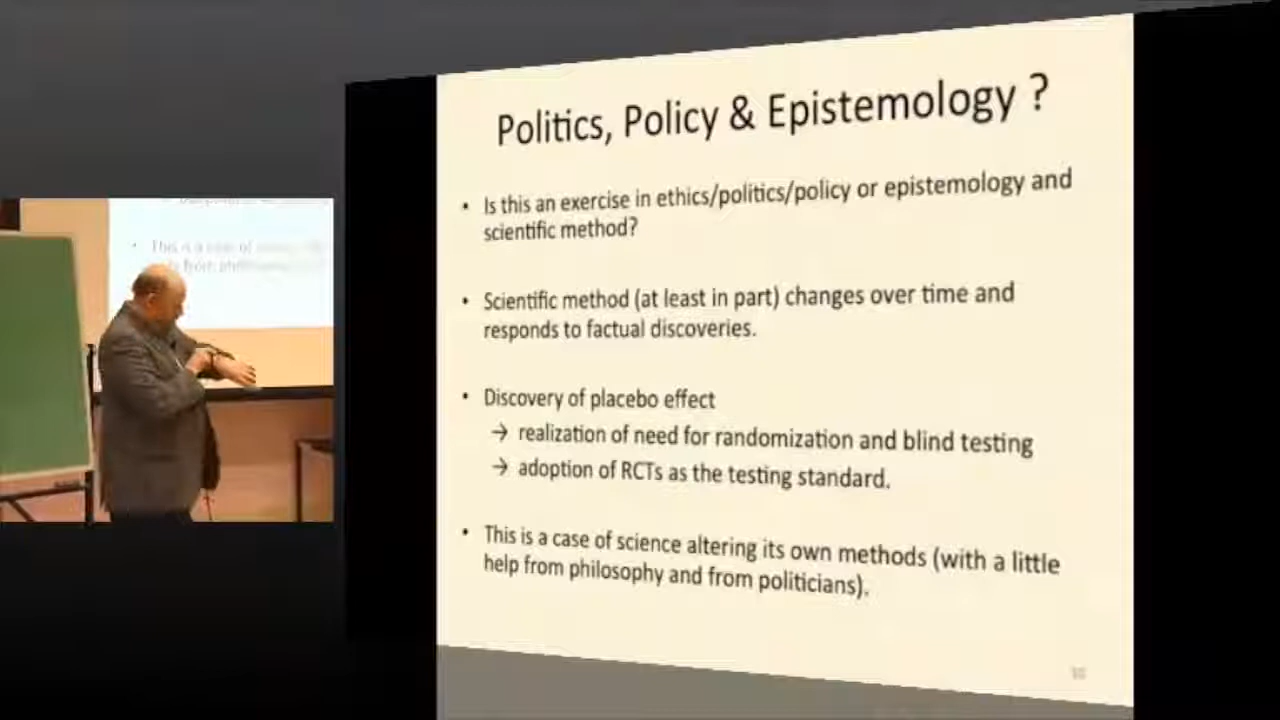 Politics, Policy & Epistemology ?
• Is this an exercise in ethics/politics/policy or epistemology and
scientific method?
• Scientific method (at least in part) changes over time and
responds to factual discoveries.
• Discovery of placebo effect
→ realization of need for randomization and blind testing
→ adoption of RCTs as the testing standard.
• This is a case of science altering its own methods (with a little
help from philosophy and from politicians).